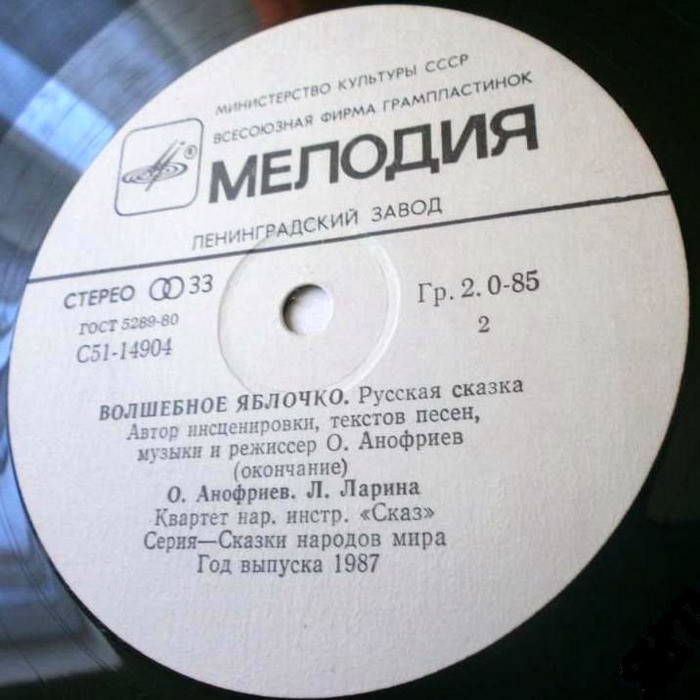 МИНИСТЕРСТВО КУЛЬТУРЫ СССР
ВСЕСОЮЗНАЯ ФИРМА ГРАМПЛАСТИНОК
МЕЛОДИЯ
ЛЕНИНГРАДСКИЙ ЗАВОД
СТЕРЕО 33
Гр. 2. 0-85
ГОСТ 5289-80
2
С51-14904
ВОЛШЕБНОЕ ЯБЛОЧКО. Русская сказка
Автор инсценировки, текстов песен,
музыки и режиссер О. Анофриев
(окончание)
О. Анофриев. Л. Ларина
Квартет нар. инстр. «Сказ»
Серия—Сказки народов мира
Год выпуска 1987